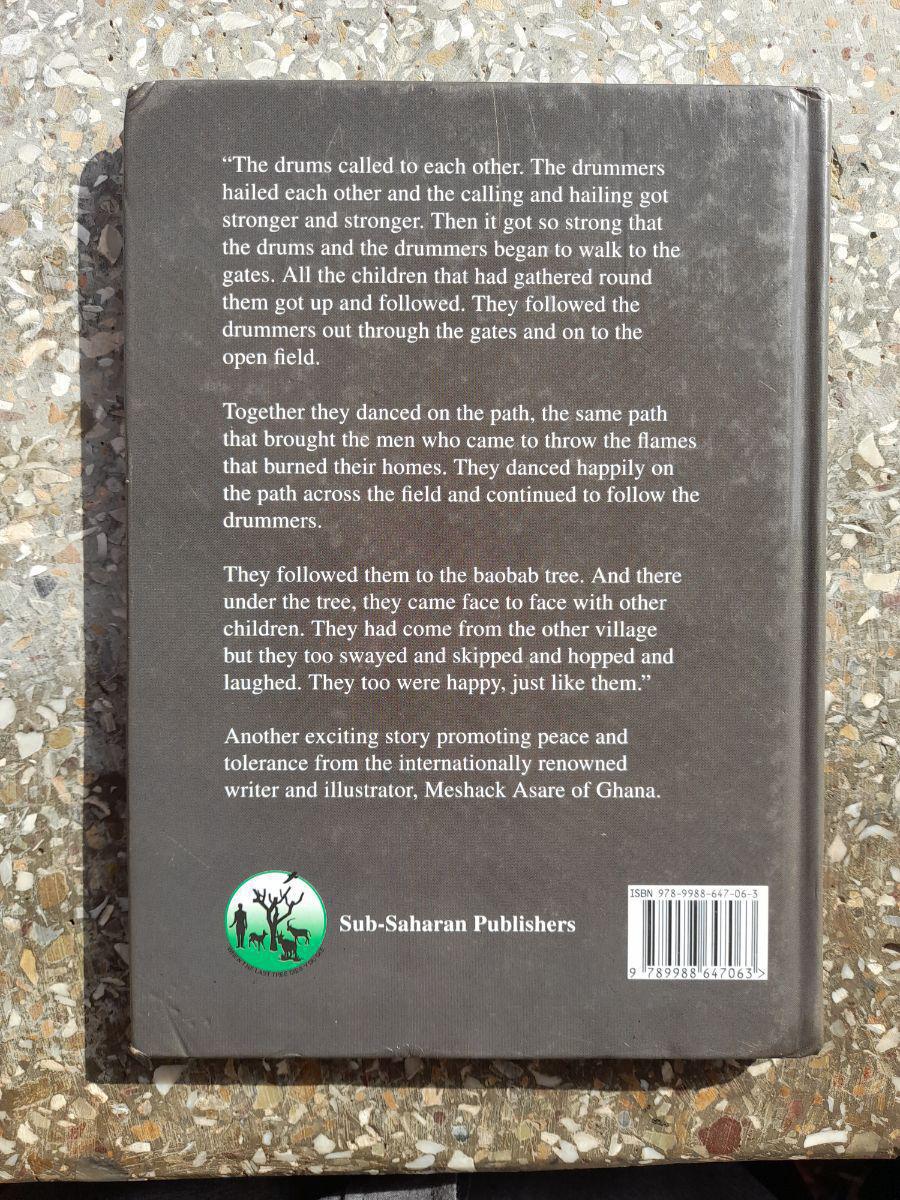 “The drums called to each other. The drummers
hailed each other and the calling and hailing got
stronger and stronger. Then it got so strong that
the drums and the drummers began to walk to the
gates. All the children that had gathered round
them got up and followed. They followed the
drummers out through the gates and on to the
open field.
Together they danced on the path, the same path
that brought the men who came to throw the flames
that burned their homes. They danced happily on
the path across the field and continued to follow the
drummers.
They followed them to the baobab tree. And there
under the tree, they came face to face with other
children. They had come from the other village
but they too swayed and skipped and hopped and
laughed. They too were happy, just like them.”
Another exciting story promoting peace and
tolerance from the internationally renowned
writer and illustrator, Meshack Asare of Ghana.
WHEN THE LAST TREE DIES
Sub-Saharan Publishers
ISBN 978-9988-647-06-3
9 789988 647063 >